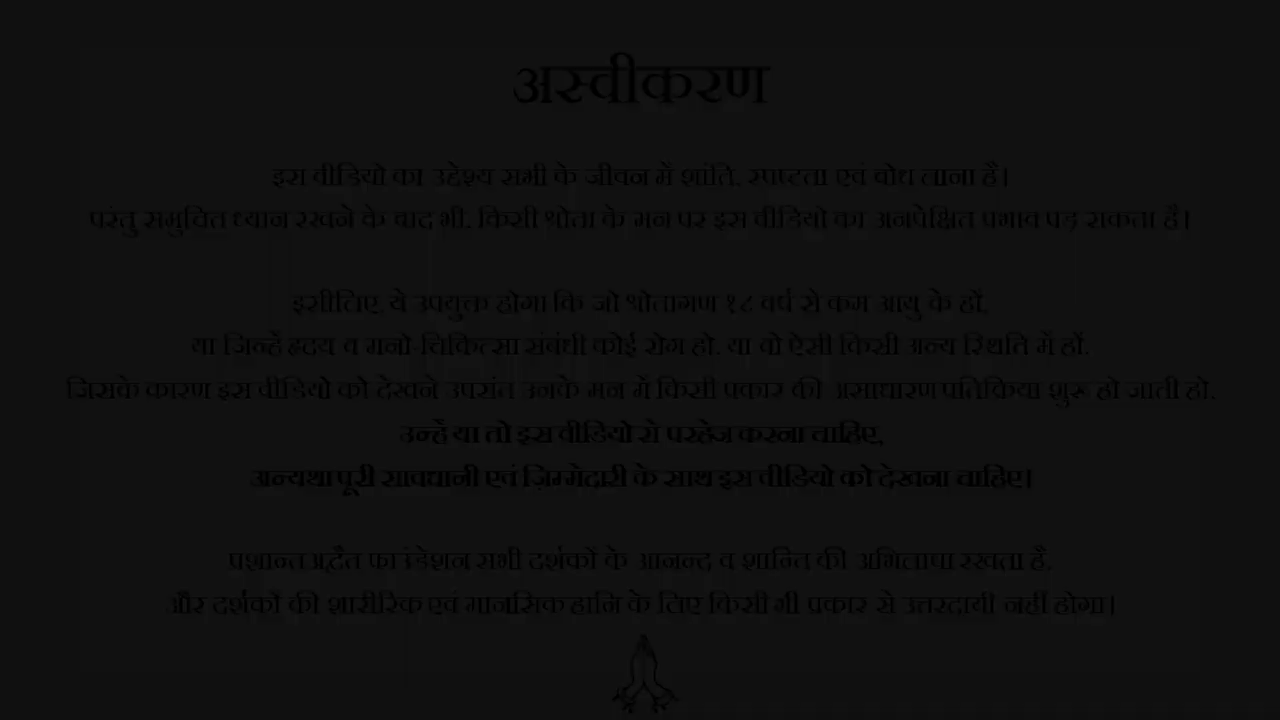 अस्वीकरण
इस वीडियो का उद्देश्य सभी के जीवन में शांति, स्पष्टता एवं बोध लाना है।
परंतु समुचित ध्यान रखने के बाद भी, किसी श्रोता के मन पर इस वीडियो का अनपेक्षित प्रभाव पड़ सकता है।
इसीलिए, ये उपयुक्त होगा कि जो श्रोतागण १८ वर्ष से कम आयु के हों,
या जिन्हें हृदय व मनो-चिकित्सा संबंधी कोई रोग हो, या वो ऐसी किसी अन्य स्थिति में हों,
जिसके कारण इस वीडियो को देखने उपरांत उनके मन में किसी प्रकार की असाधारण प्रतिक्रिया शुरू हो जाती हो,
उन्हें या तो इस वीडियो से परहेज करना चाहिए,
अन्यथा पूरी सावधानी एवं ज़िम्मेदारी के साथ इस वीडियो को देखना चाहिए।
प्रशान्त अद्वैत फाउंडेशन सभी दर्शकों के आनन्द व शान्ति की अभिलाषा रखता है,
और दर्शकों की शारीरिक एवं मानसिक हानि के लिए किसी भी प्रकार से उत्तरदायी नहीं होगा।